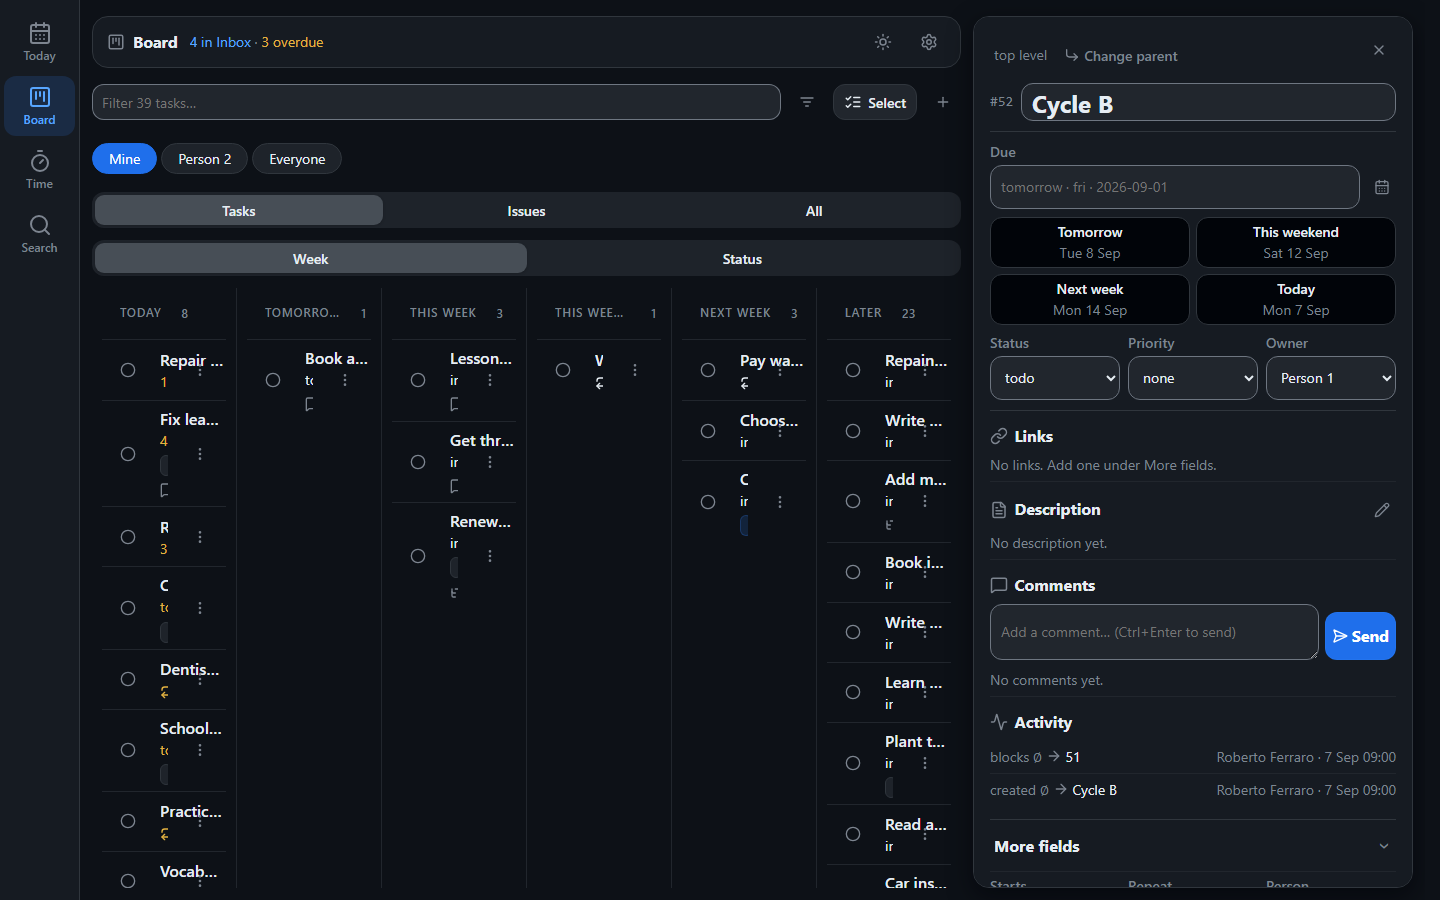 Today
Board
Time
Search
Board 4 in Inbox · 3 overdue
Filter 39 tasks...
Select
Mine
Person 2
Everyone
Tasks
Issues
All
Week
Status
TODAY 8
Repair ...
1
Fix lea...
4
R
3
C
Dentis...
School...
Practic...
Vocab...
TOMORRO... 1
Book a...
THIS WEEK 3
Lesson...
Get thr...
Renew...
THIS WEE... 1
NEXT WEEK 3
Pay wa...
Choos...
C
LATER 23
Repain...
Write ...
Add m...
Book i...
Write ...
Learn ...
Plant t...
Read a...
Car ins...
top level
Change parent
#52 Cycle B
Due
tomorrow · fri · 2026-09-01
Tomorrow
Tue 8 Sep
This weekend
Sat 12 Sep
Next week
Mon 14 Sep
Today
Mon 7 Sep
Status Priority Owner
todo none Person 1
Links
No links. Add one under More fields.
Description
No description yet.
Comments
Add a comment... (Ctrl+Enter to send)
Send
No comments yet.
Activity
blocks Ø → 51 Roberto Ferraro · 7 Sep 09:00
created Ø → Cycle B Roberto Ferraro · 7 Sep 09:00
More fields
Starts Repeat Person